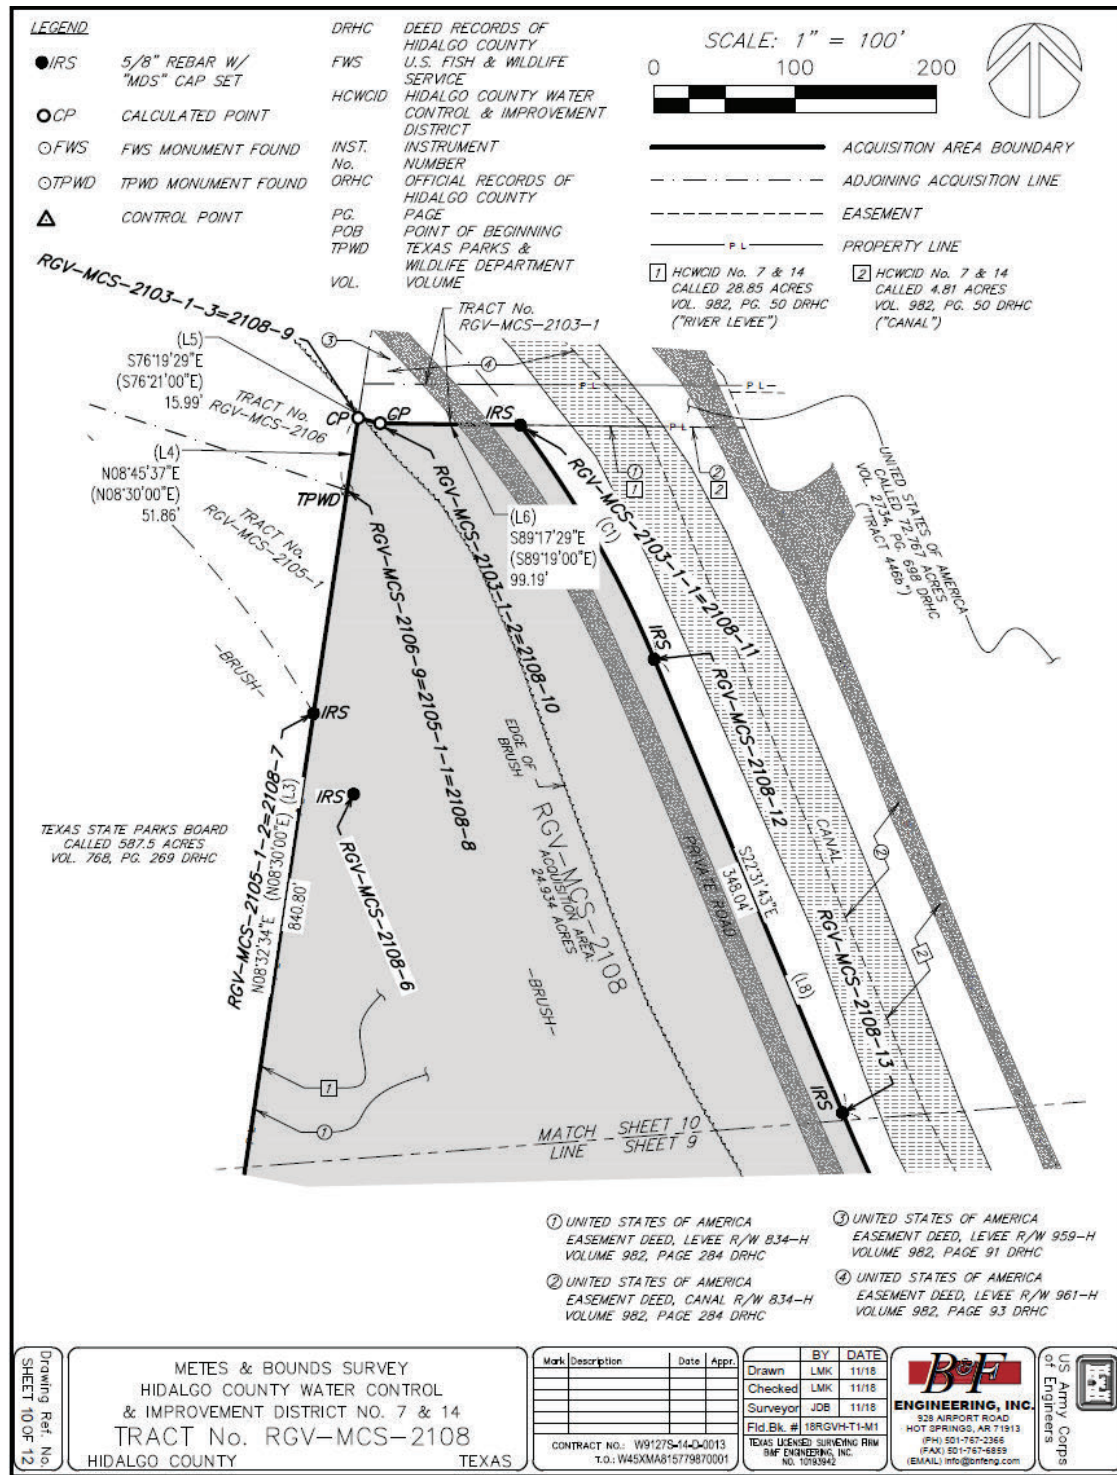 LEGEND
IRS 5/8" REBAR W/
"MDS" CAP SET
CP CALCULATED POINT
FWS FWS MONUMENT FOUND
TPWD TPWD MONUMENT FOUND
CONTROL POINT
DRHC DEED RECORDS OF
HIDALGO COUNTY
FWS U.S. FISH & WILDLIFE
SERVICE
HCWCID HIDALGO COUNTY WATER
CONTROL & IMPROVEMENT
DISTRICT
INST. INSTRUMENT
No. NUMBER
ORHC OFFICIAL RECORDS OF
HIDALGO COUNTY
PG. PAGE
POB POINT OF BEGINNING
TPWD TEXAS PARKS &
WILDLIFE DEPARTMENT
VOL. VOLUME
SCALE: 1" = 100'
0 100 200
ACQUISITION AREA BOUNDARY
ADJOINING ACQUISITION LINE
EASEMENT
P L PROPERTY LINE
1 HCWCID No. 7 & 14
CALLED 28.85 ACRES
VOL. 982, PG. 50 DRHC
("RIVER LEVEE")
2 HCWCID No. 7 & 14
CALLED 4.81 ACRES
VOL. 982, PG. 50 DRHC
("CANAL")
RGV-MCS-2103-1-3=2108-9
(L5)
S76°19'29"E
(S76°21'00"E)
15.99'
TRACT No.
RGV-MCS-2106
TRACT No.
RGV-MCS-2103-1
3
4
P L
P L
CP
GP
IRS
P L
(L4)
N08°45'37"E
(N08°30'00"E)
51.86'
TPWD
TRACT No.
RGV-MCS-2105-1
(L6)
S89°17'29"E
(S89°19'00"E)
99.19'
(C1)
1
1
2
2
UNITED STATES OF AMERICA
CALLED 72.767 ACRES
VOL. 2734, PG. 698 DRHC
("TRACT 446b")
RGV-MCS-2103-1-1=2108-11
RGV-MCS-2103-1-2=2108-10
RGV-MCS-2106-9=2105-1-1=2108-8
IRS
RGV-MCS-2108-12
-BRUSH-
IRS
RGV-MCS-2105-1-2=2108-7
N08°32'34"E (N08°30'00"E) (L3)
840.80'
IRS
RGV-MCS-2108-6
TEXAS STATE PARKS BOARD
CALLED 587.5 ACRES
VOL. 768, PG. 269 DRHC
EDGE OF
BRUSH
RGV-MCS-2108
ACQUISITION AREA:
24.934 ACRES
PRIVATE ROAD
S22°31'43"E
348.04'
(L8)
CANAL
2
2
RGV-MCS-2108-13
-BRUSH-
IRS
1
1
MATCH SHEET 10
LINE SHEET 9
1 UNITED STATES OF AMERICA
EASEMENT DEED, LEVEE R/W 834-H
VOLUME 982, PAGE 284 DRHC
2 UNITED STATES OF AMERICA
EASEMENT DEED, CANAL R/W 834-H
VOLUME 982, PAGE 284 DRHC
3 UNITED STATES OF AMERICA
EASEMENT DEED, LEVEE R/W 959-H
VOLUME 982, PAGE 91 DRHC
4 UNITED STATES OF AMERICA
EASEMENT DEED, LEVEE R/W 961-H
VOLUME 982, PAGE 93 DRHC
Drawing Ref. No.
SHEET 10 OF 12
METES & BOUNDS SURVEY
HIDALGO COUNTY WATER CONTROL
& IMPROVEMENT DISTRICT NO. 7 & 14
TRACT No. RGV-MCS-2108
HIDALGO COUNTY TEXAS
Mark Description Date Appr.
CONTRACT NO.: W9127S-14-D-0013
T.O.: W45XMA815779870001
BY DATE
Drawn LMK 11/18
Checked LMK 11/18
Surveyor JDB 11/18
Fld.Bk. # 18RGVH-T1-M1
TEXAS LICENSED SURVEYING FIRM
B&F ENGINEERING, INC.
NO. 10193942
B&F
ENGINEERING, INC.
928 AIRPORT ROAD
HOT SPRINGS, AR 71913
(PH) 501-767-2366
(FAX) 501-767-6859
(EMAIL) info@bnfeng.com
US Army Corps
of Engineers